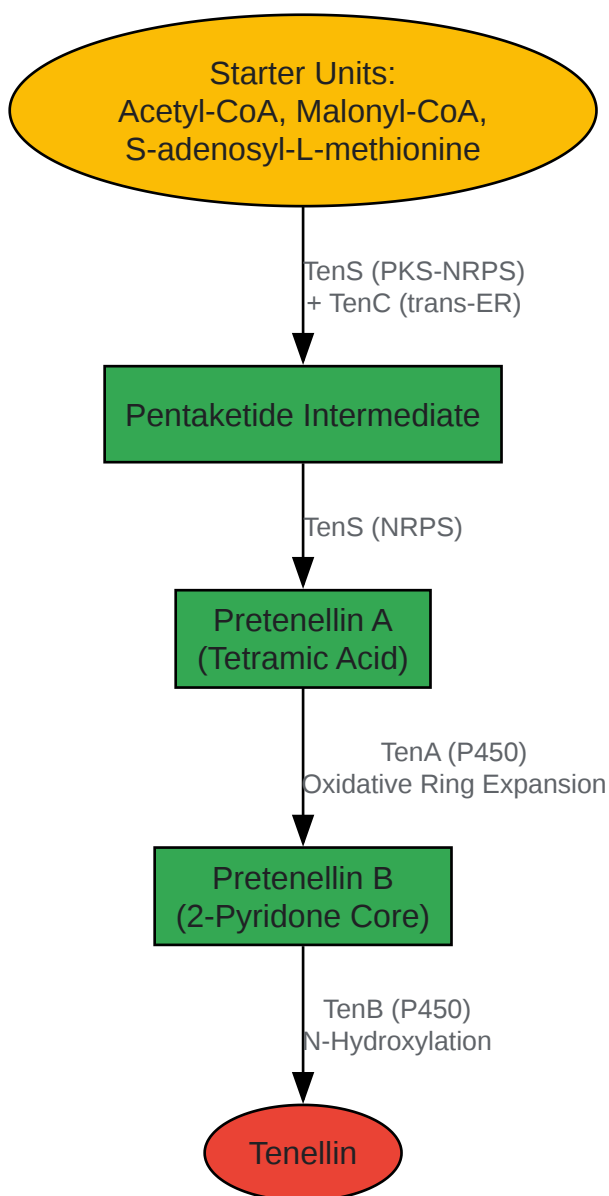 Starter Units:
Acetyl-CoA, Malonyl-CoA,
S-adenosyl-L-methionine
TenS (PKS-NRPS)
+ TenC (trans-ER)
Pentaketide Intermediate
TenS (NRPS)
Pretenellin A
(Tetramic Acid)
TenA (P450)
Oxidative Ring Expansion
Pretenellin B
(2-Pyridone Core)
TenB (P450)
N-Hydroxylation
Tenellin